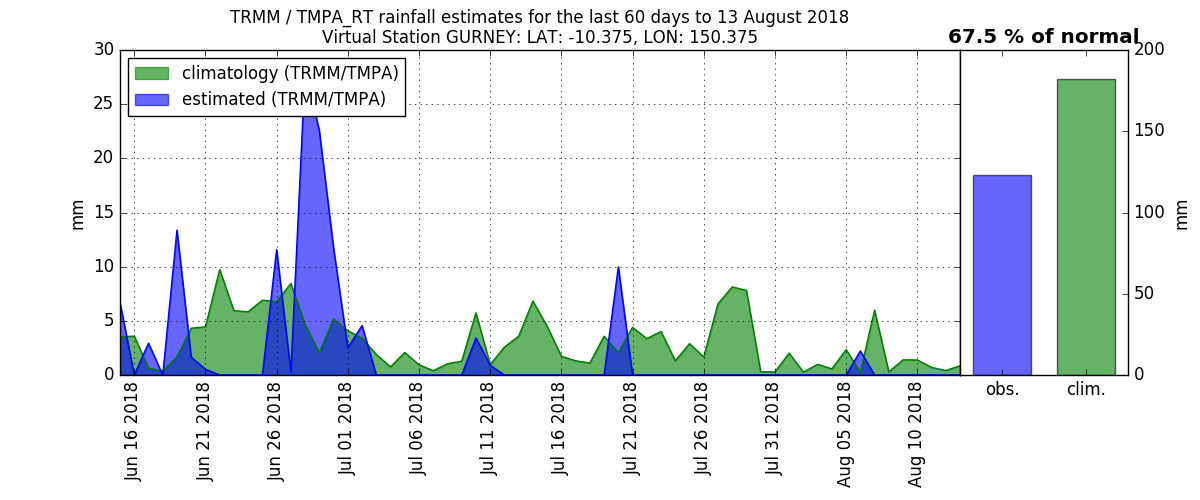 TRMM / TMPA_RT rainfall estimates for the last 60 days to 13 August 2018
Virtual Station GURNEY: LAT: -10.375, LON: 150.375
67.5 % of normal
climatology (TRMM/TMPA)
estimated (TRMM/TMPA)
30
25
20
15
10
5
0
mm
Jun 16 2018
Jun 21 2018
Jun 26 2018
Jul 01 2018
Jul 06 2018
Jul 11 2018
Jul 16 2018
Jul 21 2018
Jul 26 2018
Jul 31 2018
Aug 05 2018
Aug 10 2018
obs.
clim.
200
150
100
50
0
mm